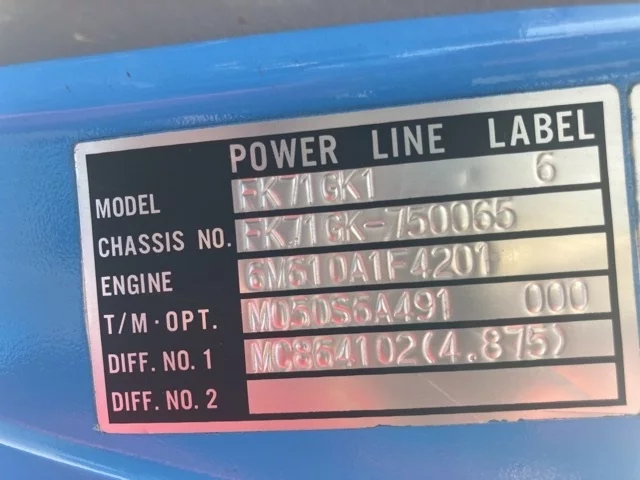 POWER LINE LABEL
MODEL FK71GK1 6
CHASSIS NO. FK71GK-750065
ENGINE 6M610A1F4201
T/M·OPT. M050S6A491 000
DIFF. NO. 1 MC864102(4.875)
DIFF. NO. 2